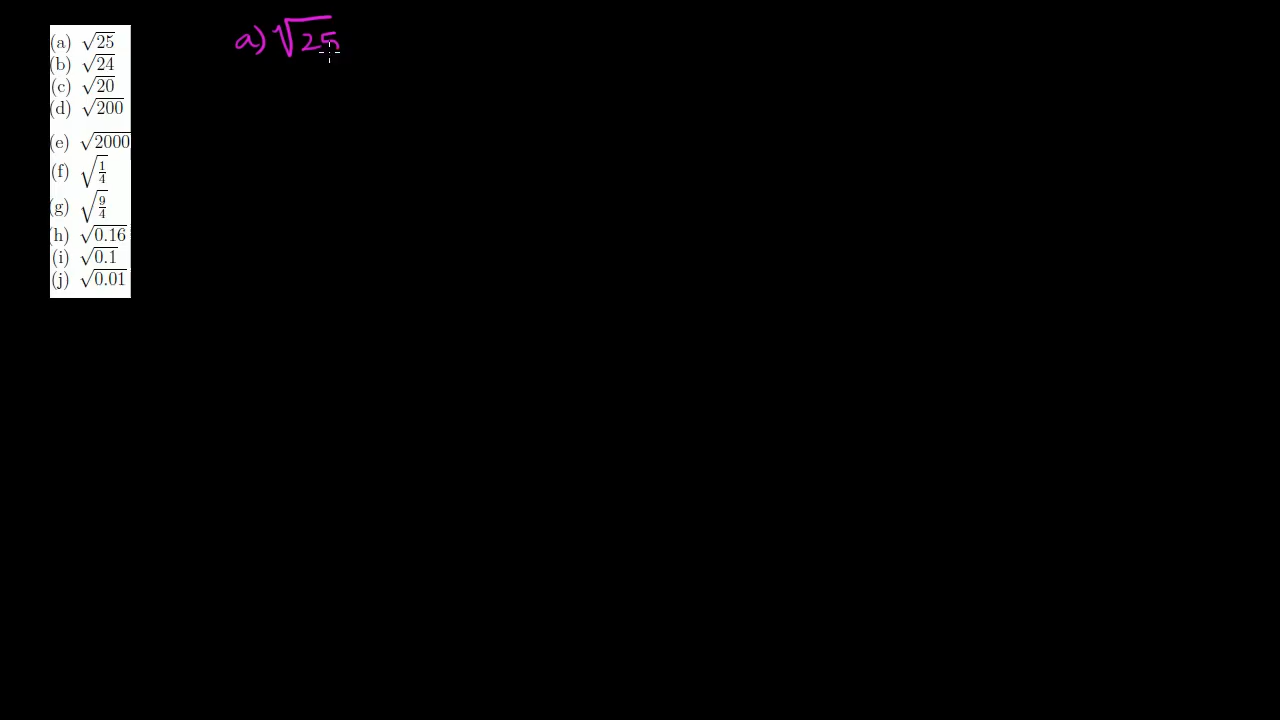 (a) √25
(b) √24
(c) √20
(d) √200
(e) √2000
(f) √1/4
(g) √9/4
(h) √0.16
(i) √0.1
(j) √0.01
a) √25